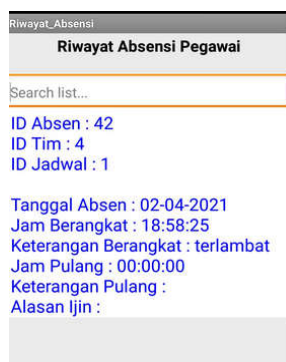 Riwayat_Absensi
Riwayat Absensi Pegawai
Search list...
ID Absen : 42
ID Tim : 4
ID Jadwal : 1
Tanggal Absen : 02-04-2021
Jam Berangkat : 18:58:25
Keterangan Berangkat : terlambat
Jam Pulang : 00:00:00
Keterangan Pulang :
Alasan Ijin :